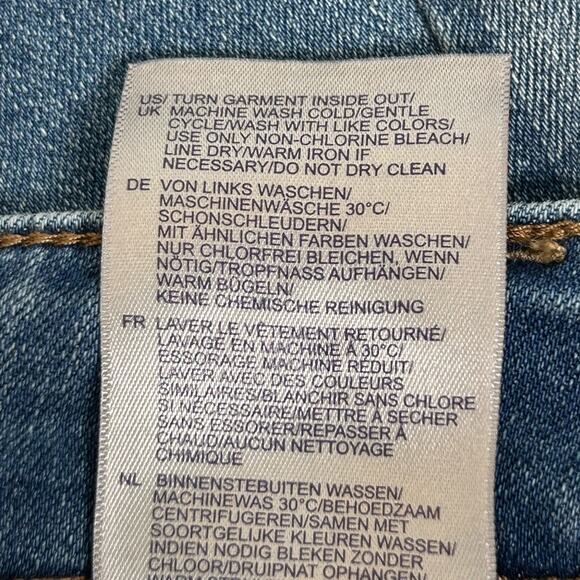 US/ TURN GARMENT INSIDE OUT/
UK MACHINE WASH COLD/GENTLE
CYCLE/WASH WITH LIKE COLORS/
USE ONLY NON-CHLORINE BLEACH/
LINE DRY/WARM IRON IF
NECESSARY/DO NOT DRY CLEAN
DE VON LINKS WASCHEN/
MASCHINENWÄSCHE 30°C/
SCHONSCHLEUDERN/
MIT ÄHNLICHEN FARBEN WASCHEN/
NUR CHLORFREI BLEICHEN, WENN
NÖTIG/TROPFNASS AUFHÄNGEN/
WARM BÜGELN/
KEINE CHEMISCHE REINIGUNG
FR LAVER LE VÊTEMENT RETOURNÉ/
LAVAGE EN MACHINE À 30°C/
ESSORAGE MACHINE RÉDUIT/
LAVER AVEC DES COULEURS
SIMILAIRES/BLANCHIR SANS CHLORE
SI NÉCESSAIRE/METTRE À SÉCHER
SANS ESSORER/REPASSER À
CHAUD/AUCUN NETTOYAGE
CHIMIQUE
NL BINNENSTEBUITEN WASSEN/
MACHINEWAS 30°C/BEHOEDZAAM
CENTRIFUGEREN/SAMEN MET
SOORTGELIJKE KLEUREN WASSEN/
INDIEN NODIG BLEKEN ZONDER
CHLOOR/DRUIPNAT OPHANGEN/